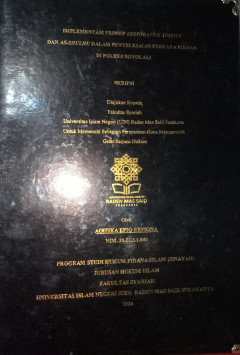 IMPLEMENTASI PRINSIP RESTORATIVE JUSTICE
DAN AS-SHULHU DALAM PENYELESAIAN PERKARA PIDANA
DI POLRES BOYOLALI
SKRIPSI
Diajukan Kepada
Fakultas Syariah
Universitas Islam Negeri (UIN) Raden Mas Said Surakarta
Untuk Memenuhi Sebagian Persyaratan Guna Memperoleh
Gelar Sarjana Hukum
RADEN MAS SAID
SURAKARTA
Oleh
NIM.
PROGRAM STUDI HUKUM PIDANA ISLAM (JINAYAH)
JURUSAN HUKUM ISLAM
FAKULTAS SYARIAH
UNIVERSITAS ISLAM NEGERI (UIN) RADEN MAS SAID SURAKARTA